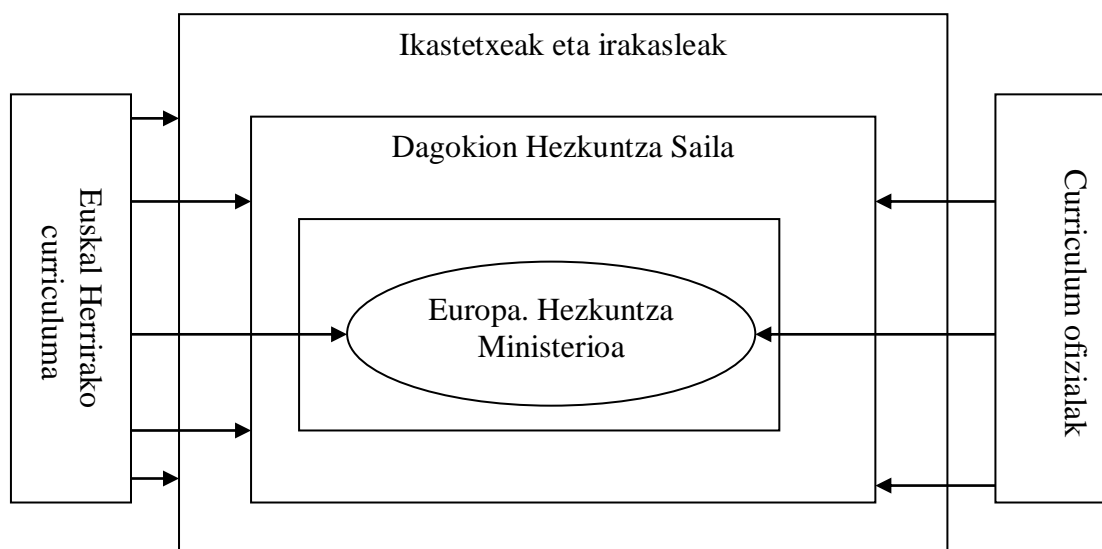 Ikastetxeak eta irakasleak
Dagokion Hezkuntza Saila
Euskal Herrirako
curriculuma
Europa. Hezkuntza
Ministerioa
Curriculum ofizialak